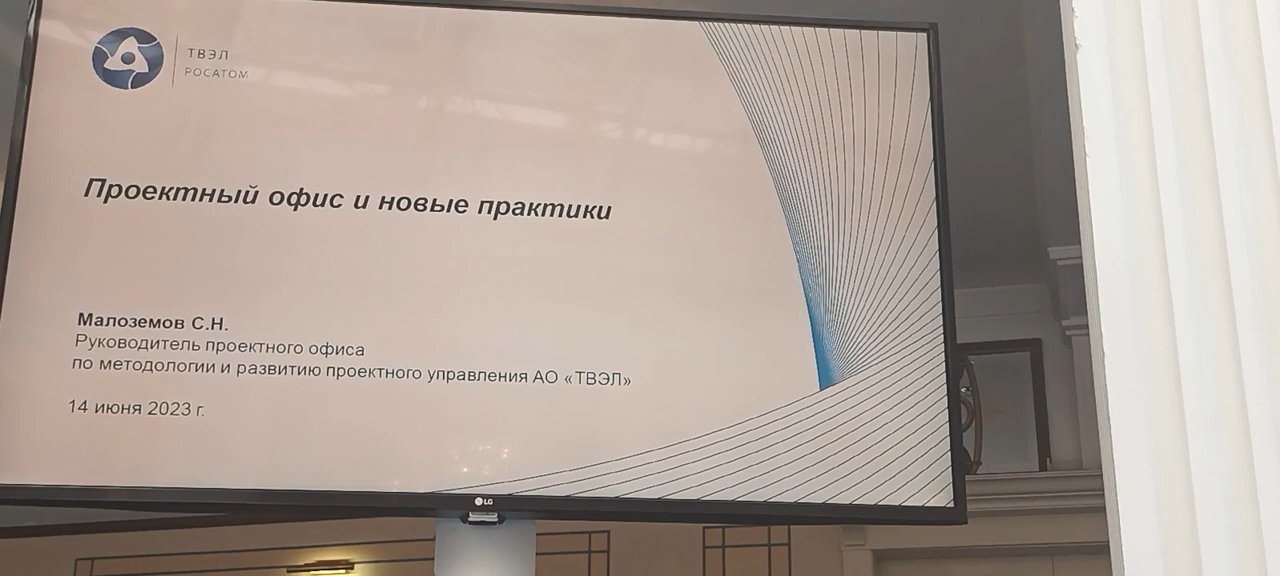 ТВЭЛ
РОСАТОМ
Проектный офис и новые практики
Малоземов С.Н.
Руководитель проектного офиса
по методологии и развитию проектного управления АО «ТВЭЛ»
14 июня 2023 г.
LG